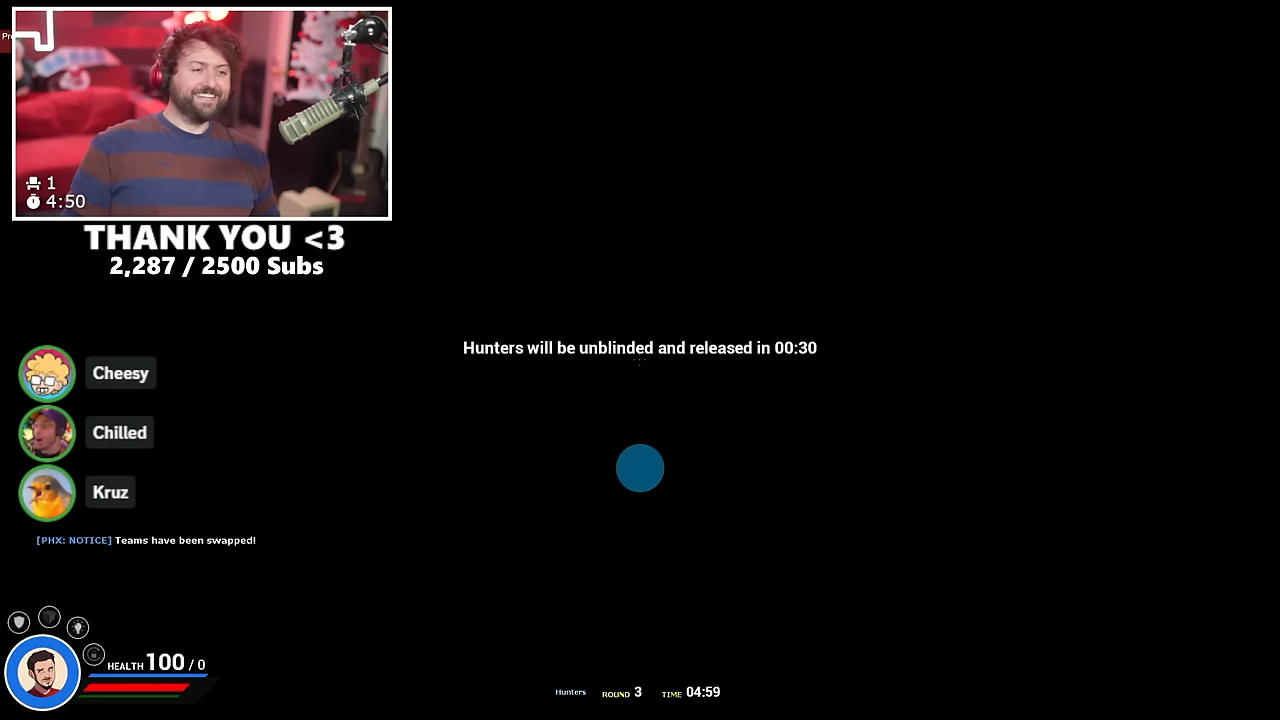 Pr
1
4:50
THANK YOU <3
2,287 / 2500 Subs
Hunters will be unblinded and released in 00:30
Cheesy
Chilled
Kruz
[PHX: NOTICE] Teams have been swapped!
HEALTH 100 / 0
Hunters ROUND 3 TIME 04:59